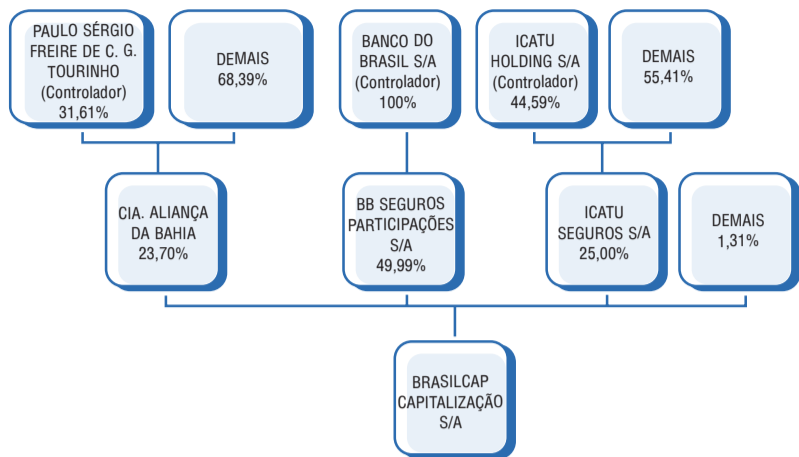 PAULO SÉRGIO
FREIRE DE C. G.
TOURINHO
(Controlador)
31,61%
DEMAIS
68,39%
BANCO DO
BRASIL S/A
(Controlador)
100%
ICATU
HOLDING S/A
(Controlador)
44,59%
DEMAIS
55,41%
CIA. ALIANÇA
DA BAHIA
23,70%
BB SEGUROS
PARTICIPAÇÕES
S/A
49,99%
ICATU
SEGUROS S/A
25,00%
DEMAIS
1,31%
BRASILCAP
CAPITALIZAÇÃO
S/A